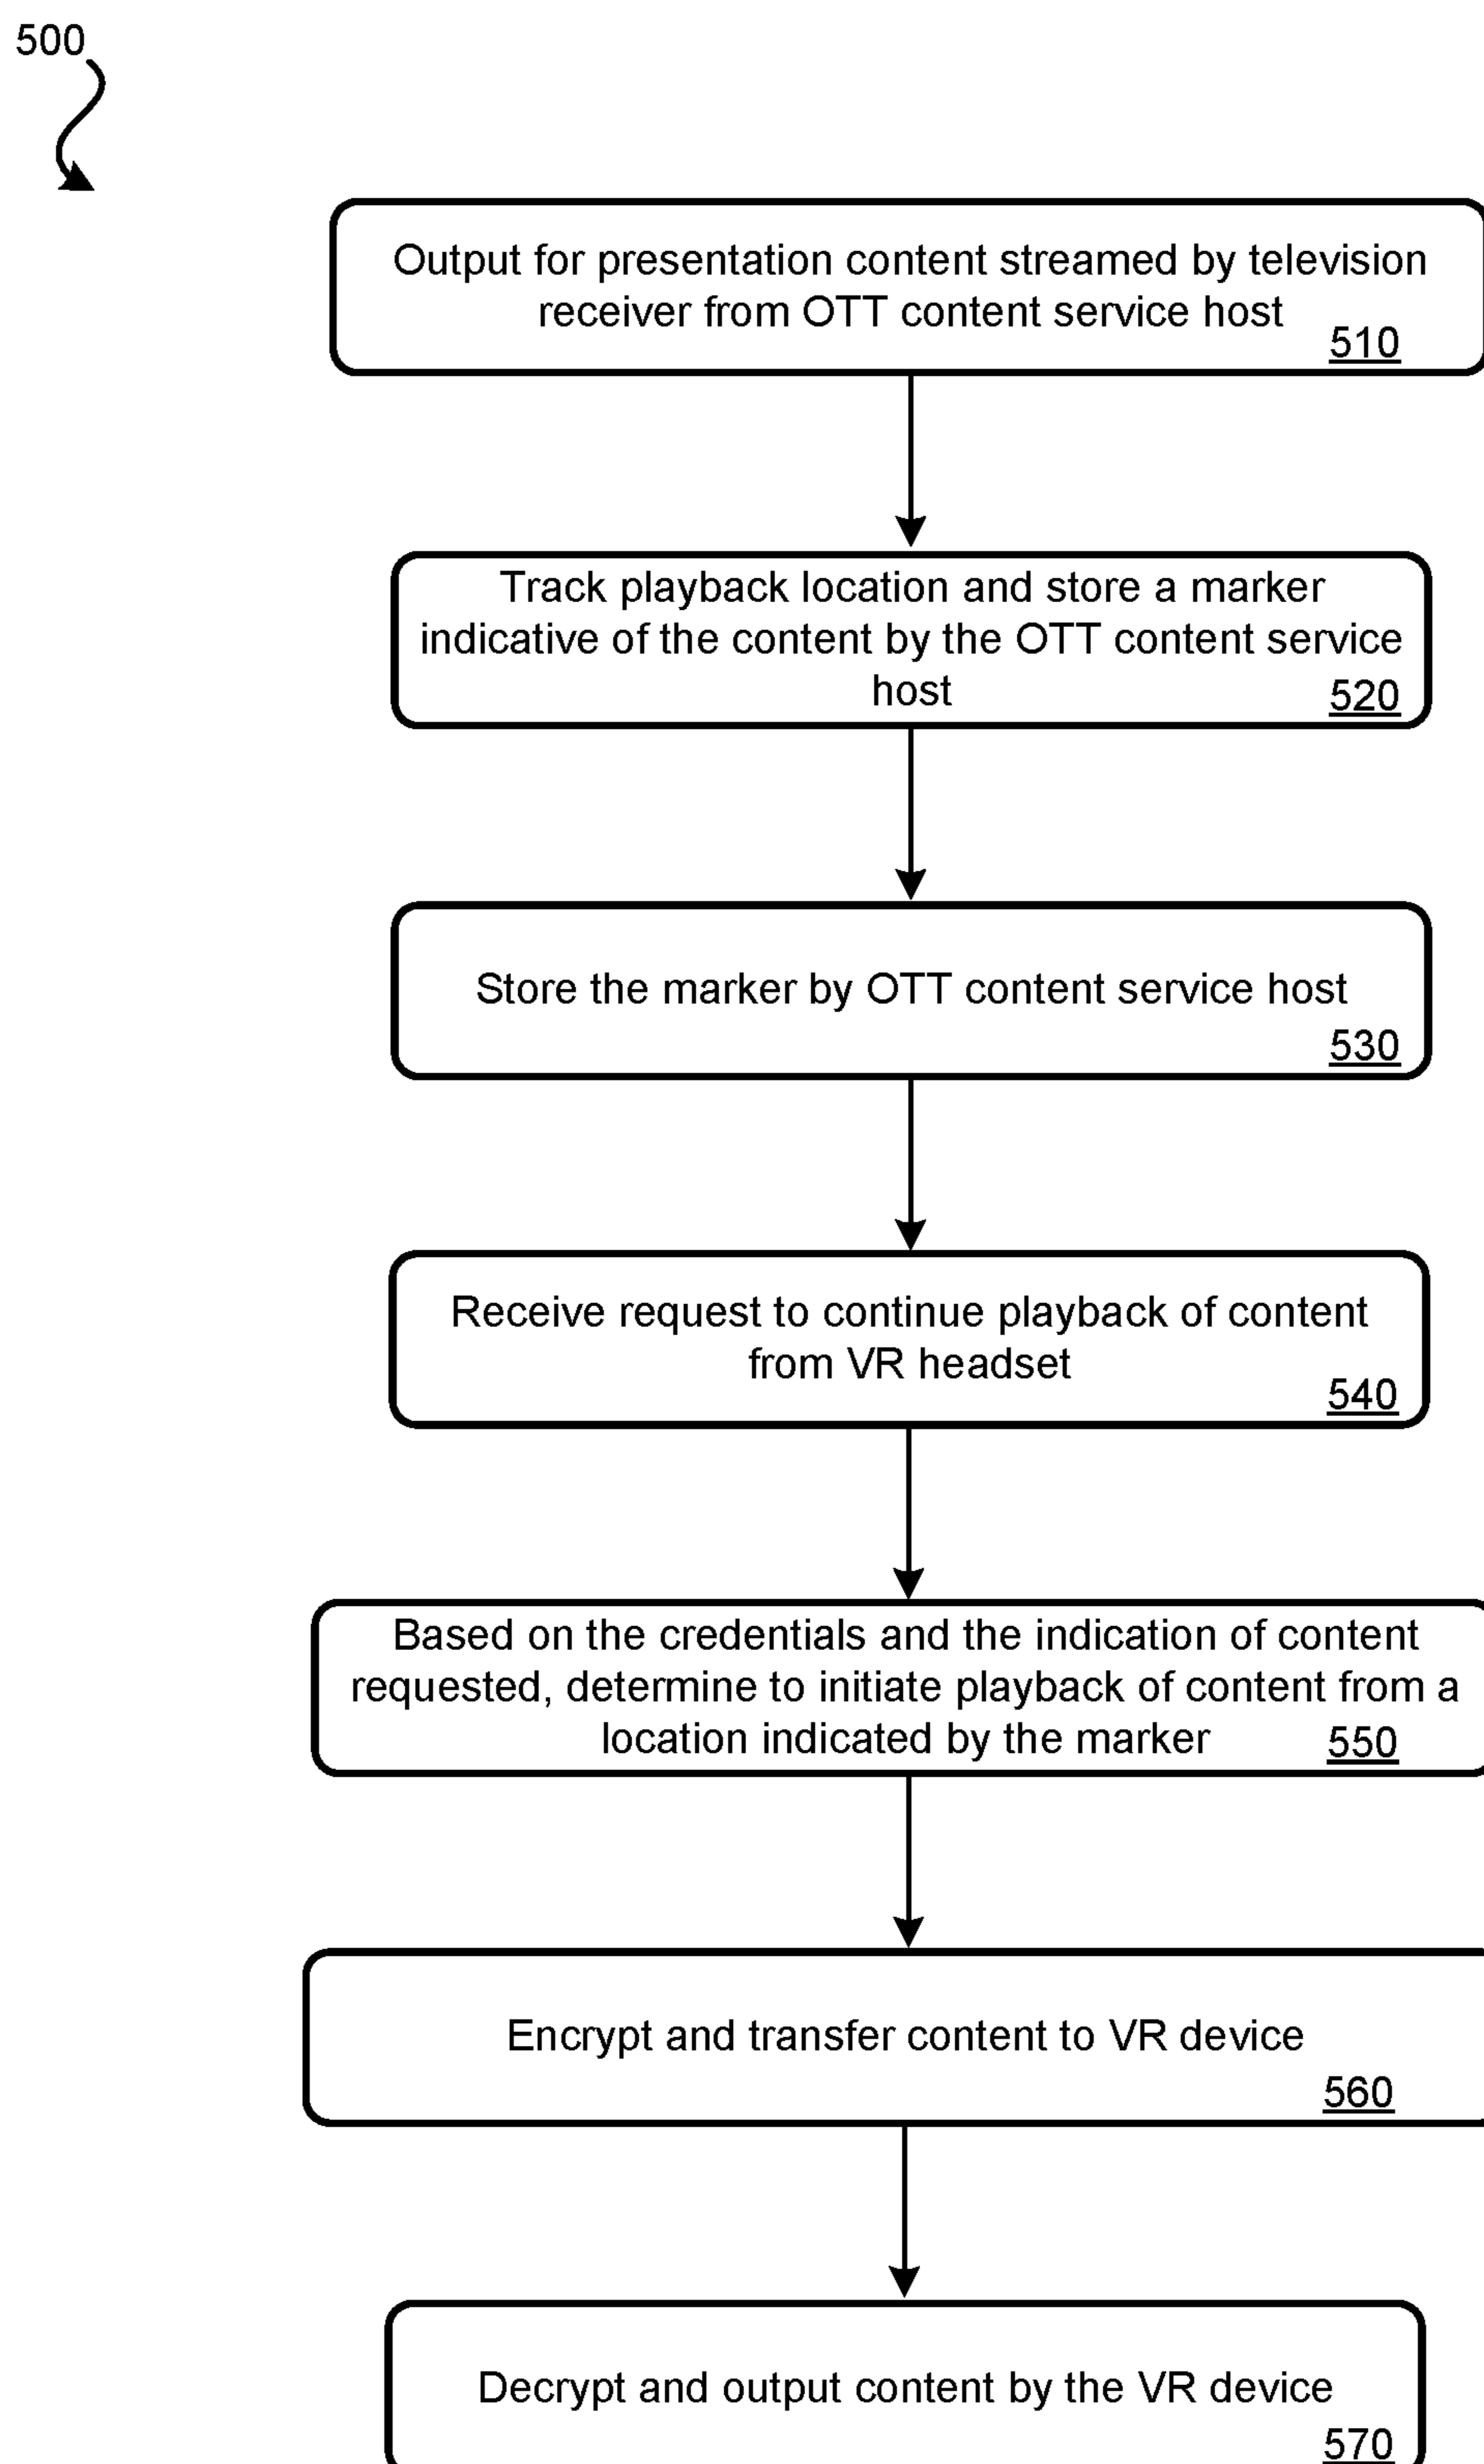 500
Output for presentation content streamed by television
receiver from OTT content service host
510
Track playback location and store a marker
indicative of the content by the OTT content service
host
520
Store the marker by OTT content service host
530
Receive request to continue playback of content
from VR headset
540
Based on the credentials and the indication of content
requested, determine to initiate playback of content from a
location indicated by the marker
550
Encrypt and transfer content to VR device
560
Decrypt and output content by the VR device
570